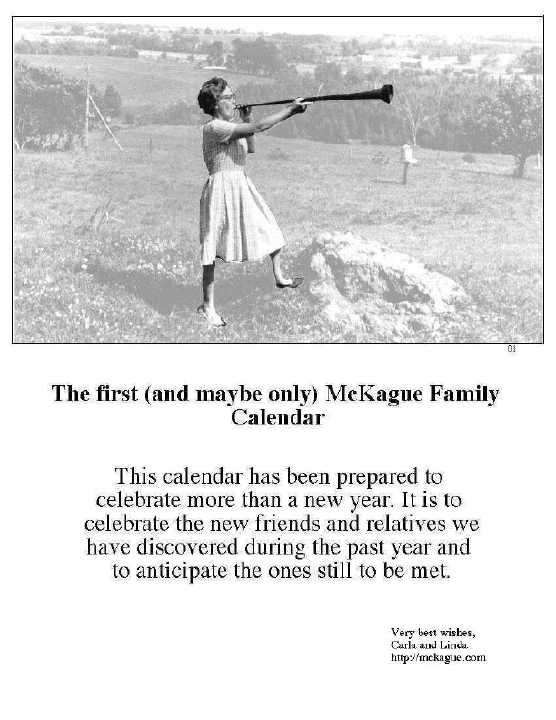 01
The first (and maybe only) McKague Family
Calendar
This calendar has been prepared to
celebrate more than a new year. It is to
celebrate the new friends and relatives we
have discovered during the past year and
to anticipate the ones still to be met.
Very best wishes,
Carla and Linda
http://mckague.com